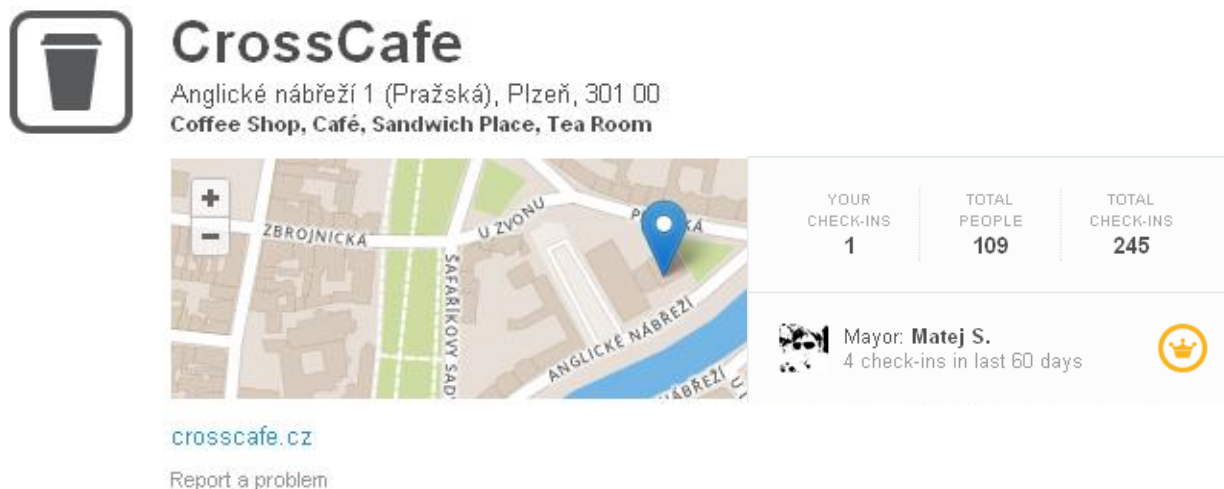 CrossCafe
Anglické nábřeží 1 (Pražská), Plzeň, 301 00
Coffee Shop, Café, Sandwich Place, Tea Room
+
−
ZBROJNICKÁ
U ZVONU
ŠAFAŘÍKOVY SADY
ANGLICKÉ NÁBŘEŽÍ
NÁBŘEŽÍ
YOUR CHECK-INS
1
TOTAL PEOPLE
109
TOTAL CHECK-INS
245
Mayor: Matej S.
4 check-ins in last 60 days
crosscafe.cz
Report a problem